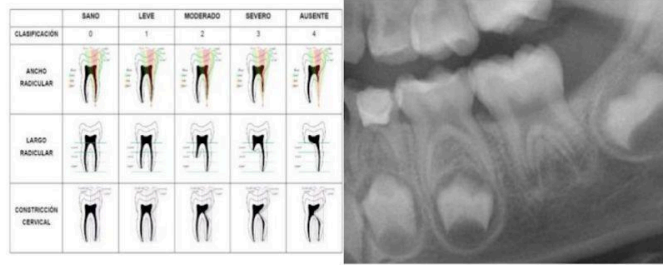 SANO LEVE MODERADO SEVERO AUSENTE
CLASIFICACIÓN 0 1 2 3 4
ANCHO
RADICULAR
LARGO
RADICULAR
CONSTRICCIÓN
CERVICAL